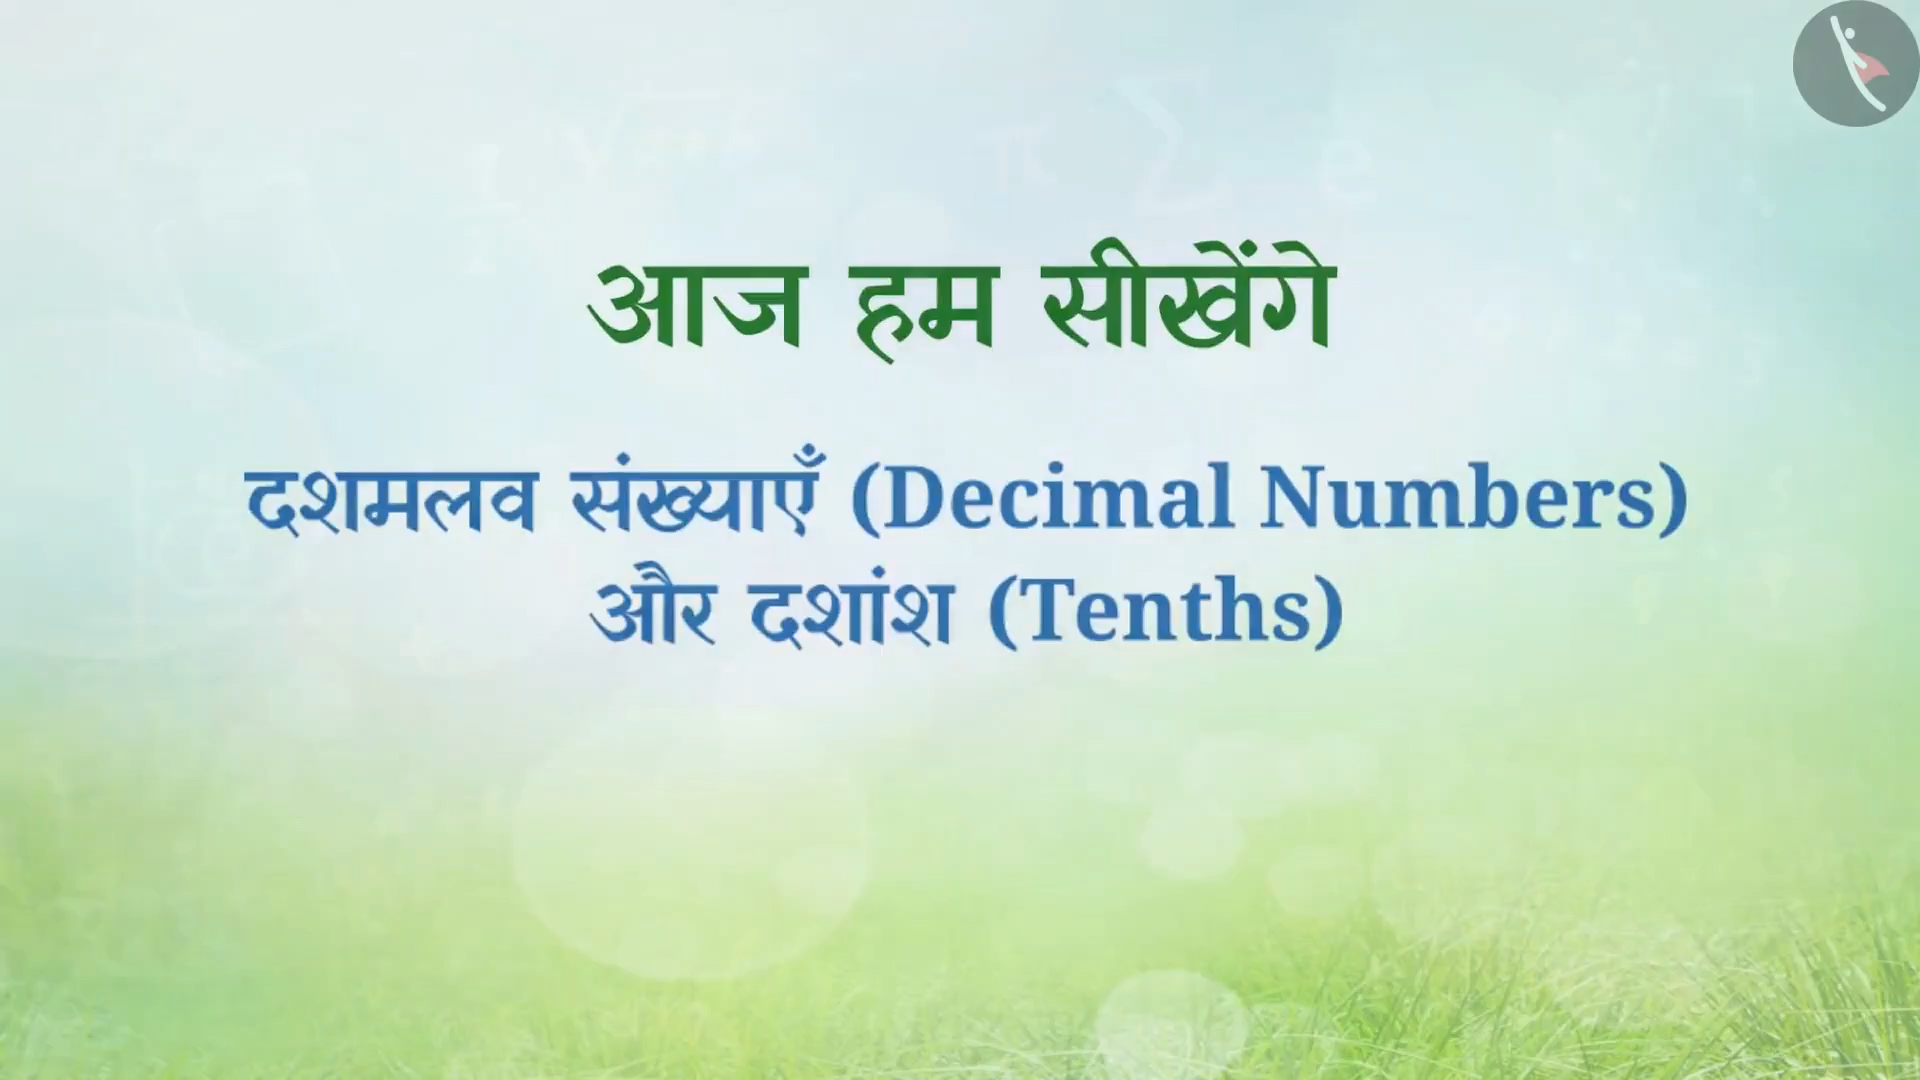 आज हम सीखेंगे
दशमलव संख्याएँ (Decimal Numbers)
और दशांश (Tenths)